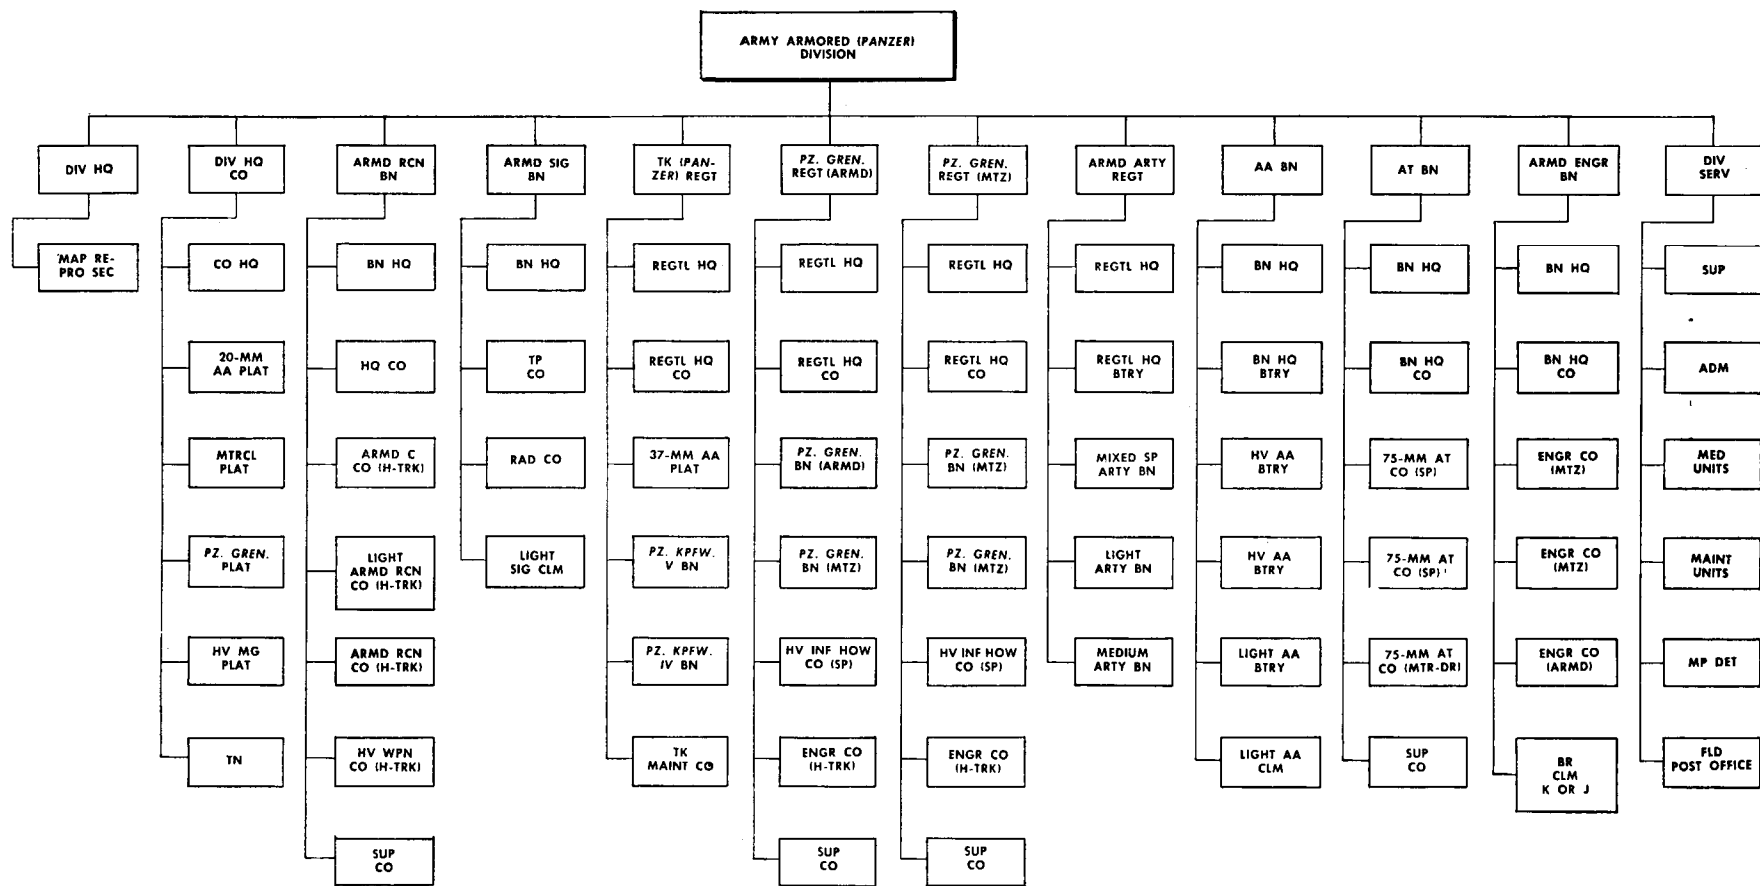 ARMY ARMORED (PANZER)
DIVISION
DIV HQ
DIV HQ
CO
ARMD RCN
BN
ARMD SIG
BN
TK (PAN-
ZER) REGT
PZ. GREN.
REGT (ARMD)
PZ. GREN.
REGT (MTZ)
ARMD ARTY
REGT
AA BN
AT BN
ARMD ENGR
BN
DIV
SERV
MAP RE-
PRO SEC
CO HQ
20-MM
AA PLAT
MTRCL
PLAT
PZ. GREN.
PLAT
HV MG
PLAT
TN
BN HQ
HQ CO
ARMD C
CO (H-TRK)
LIGHT
ARMD RCN
CO (H-TRK)
ARMD RCN
CO (H-TRK)
HV WPN
CO (H-TRK)
SUP
CO
BN HQ
TP
CO
RAD CO
LIGHT
SIG CLM
REGTL HQ
REGTL HQ
CO
37-MM AA
PLAT
PZ. KPFW.
V BN
PZ. KPFW.
IV BN
TK
MAINT CO
REGTL HQ
REGTL HQ
CO
PZ. GREN.
BN (ARMD)
PZ. GREN.
BN (MTZ)
HV INF HOW
CO (SP)
ENGR CO
(H-TRK)
SUP
CO
REGTL HQ
REGTL HQ
CO
PZ. GREN.
BN (MTZ)
PZ. GREN.
BN (MTZ)
HV INF HOW
CO (SP)
ENGR CO
(H-TRK)
SUP
CO
REGTL HQ
REGTL HQ
BTRY
MIXED SP
ARTY BN
LIGHT
ARTY BN
MEDIUM
ARTY BN
BN HQ
BN HQ
BTRY
HV AA
BTRY
HV AA
BTRY
LIGHT AA
BTRY
LIGHT AA
CLM
BN HQ
BN HQ
CO
75-MM AT
CO (SP)
75-MM AT
CO (SP)
75-MM AT
CO (MTR-DR)
SUP
CO
BN HQ
BN HQ
CO
ENGR CO
(MTZ)
ENGR CO
(MTZ)
ENGR CO
(ARMD)
BR
CLM
K OR J
SUP
ADM
MED
UNITS
MAINT
UNITS
MP DET
FLD
POST OFFICE